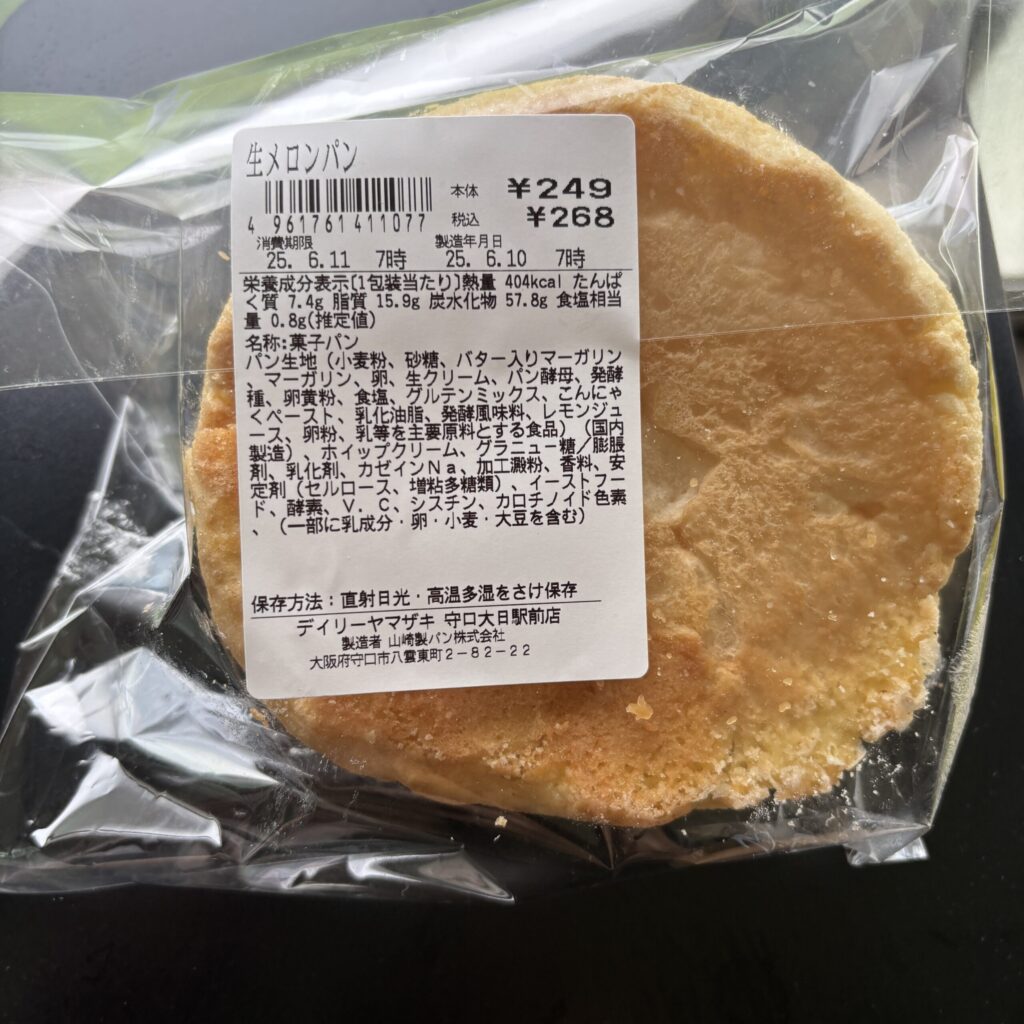 生メロンパン
本体 ¥249
4 961761 411077 税込 ¥268
消費期限 製造年月日
25. 6.11 7時 25. 6.10 7時
栄養成分表示[1包装当たり]熱量 404kcal たんぱ
く質 7.4g 脂質 15.9g 炭水化物 57.8g 食塩相当
量 0.8g(推定値)
名称:菓子パン
パン生地（小麦粉、砂糖、バター入りマーガリン
、マーガリン、卵、生クリーム、パン酵母、発酵
種、卵黄粉、食塩、グルテンミックス、こんにゃ
くペースト、乳化油脂、発酵風味料、レモンジュ
ース、卵粉、乳等を主要原料とする食品）（国内
製造）、ホイップクリーム、グラニュー糖／膨脹
剤、乳化剤、カゼインＮａ、加工澱粉、香料、安
定剤（セルロース、増粘多糖類）、イーストフー
ド、酵素、Ｖ．Ｃ、シスチン、カロチノイド色素
、（一部に乳成分・卵・小麦・大豆を含む）
保存方法：直射日光・高温多湿をさけ保存
デイリーヤマザキ 守口大日駅前店
製造者 山崎製パン株式会社
大阪府守口市八雲東町２－８２－２２